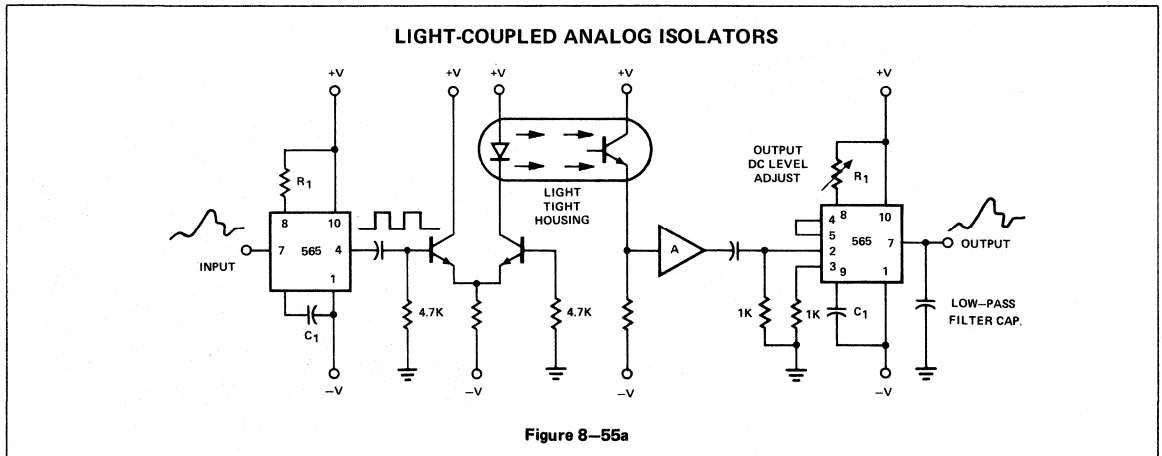 LIGHT-COUPLED ANALOG ISOLATORS
+V
+V
+V
+V
+V
R1
8
10
7
565
4
1
INPUT
C1
−V
4.7K
−V
4.7K
LIGHT
TIGHT
HOUSING
−V
A
1K
1K
OUTPUT
DC LEVEL
ADJUST
R1
4
8
10
5
565
7
2
3
9
1
C1
−V
OUTPUT
LOW−PASS
FILTER CAP.
Figure 8−55a